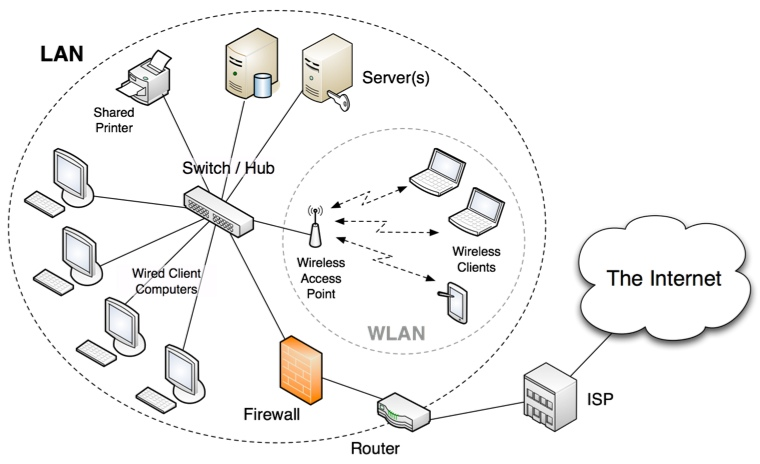 LAN
Shared
Printer
Server(s)
Switch / Hub
Wired Client
Computers
Wireless
Access
Point
Wireless
Clients
WLAN
The Internet
Firewall
Router
ISP